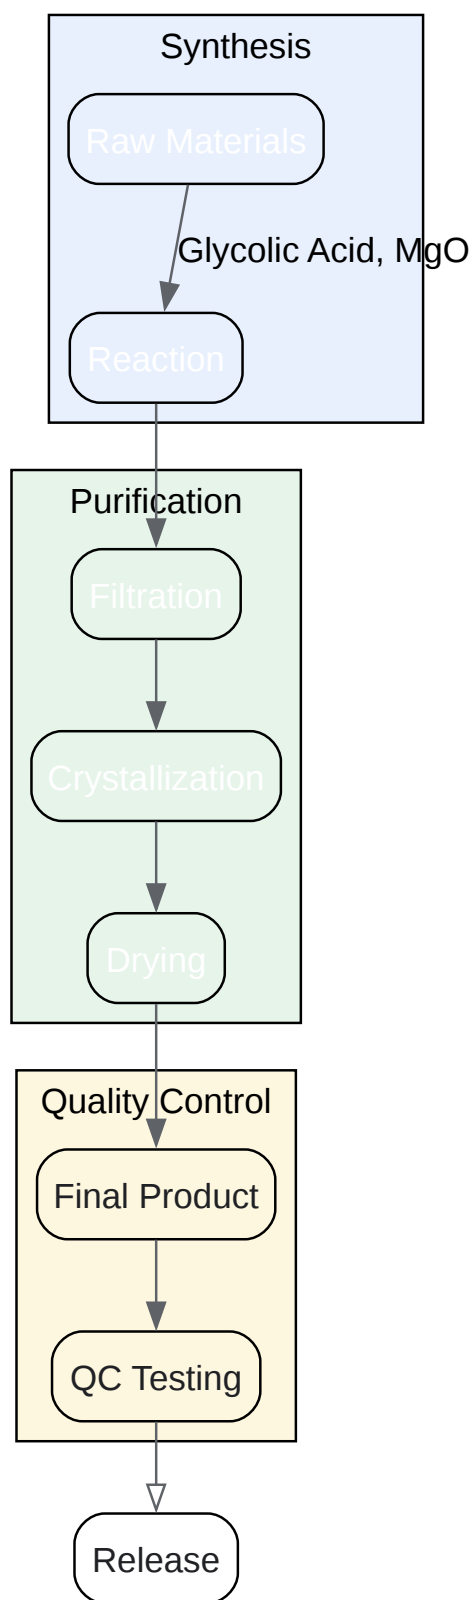 Synthesis
Raw Materials
Glycolic Acid, MgO
Reaction
Purification
Filtration
Crystallization
Drying
Quality Control
Final Product
QC Testing
Release